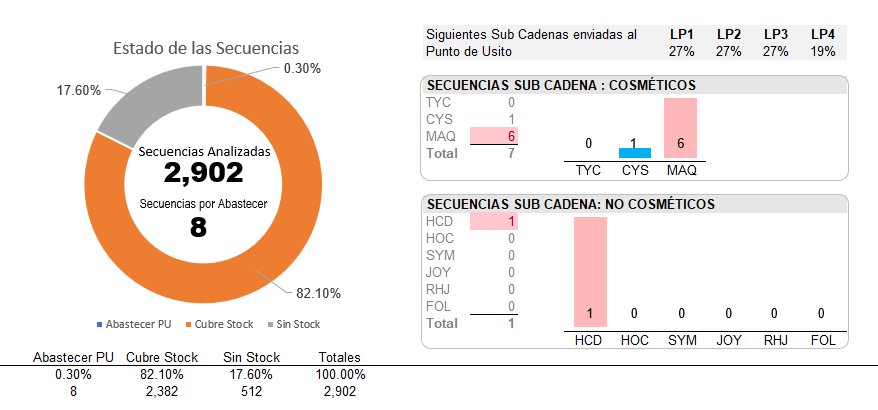 Estado de las Secuencias
0.30%
17.60%
Secuencias Analizadas
2,902
Secuencias por Abastecer
8
82.10%
Abastecer PU Cubre Stock Sin Stock
Abastecer PU Cubre Stock Sin Stock Totales
0.30% 82.10% 17.60% 100.00%
8 2,382 512 2,902
Siguientes Sub Cadenas enviadas al LP1 LP2 LP3 LP4
Punto de Usito 27% 27% 27% 19%
SECUENCIAS SUB CADENA : COSMÉTICOS
TYC 0
CYS 1
MAQ 6
Total 7
0 1 6
TYC CYS MAQ
SECUENCIAS SUB CADENA: NO COSMÉTICOS
HCD 1
HOC 0
SYM 0
JOY 0
RHJ 0
FOL 0
Total 1
1 0 0 0 0 0
HCD HOC SYM JOY RHJ FOL